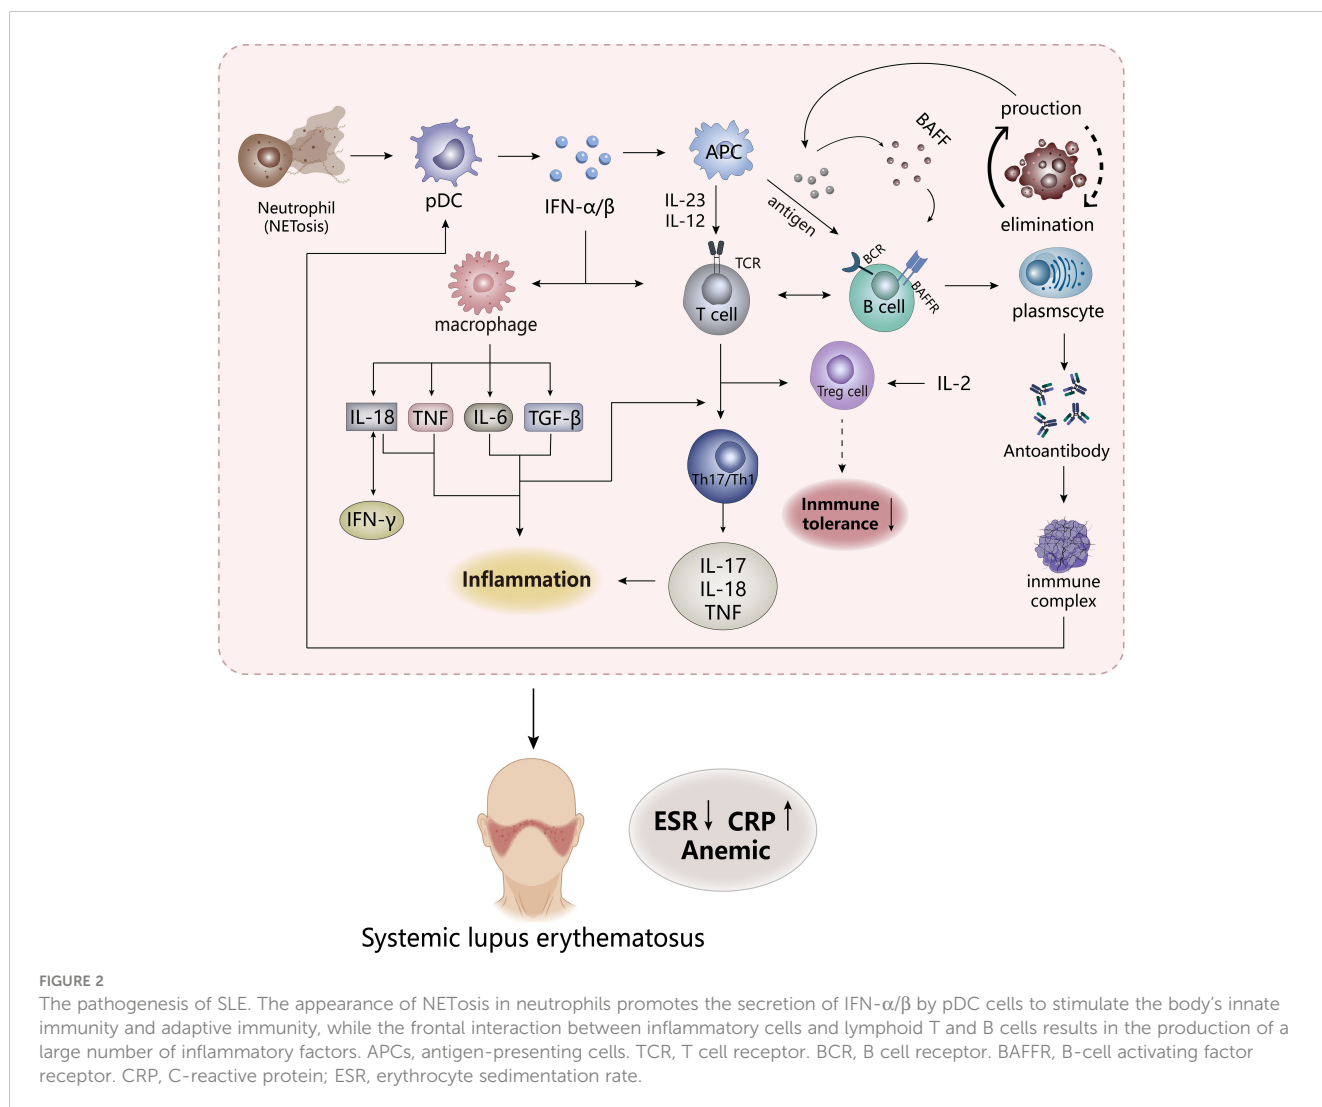 Neutrophil
(NETosis)
pDC
IFN-α/β
APC
IL-23
IL-12
antigen
BAFF
prouction
elimination
TCR
T cell
BCR
BAFFR
B cell
plasmscyte
macrophage
IL-18
TNF
IL-6
TGF-β
IFN-γ
Treg cell
IL-2
Th17/Th1
Inmmune
tolerance
Antoantibody
inmmune
complex
IL-17
IL-18
TNF
Inflammation
ESR CRP
Anemic
Systemic lupus erythematosus
FIGURE 2
The pathogenesis of SLE. The appearance of NETosis in neutrophils promotes the secretion of IFN-α/β by pDC cells to stimulate the body’s innate
immunity and adaptive immunity, while the frontal interaction between inflammatory cells and lymphoid T and B cells results in the production of a
large number of inflammatory factors. APCs, antigen-presenting cells. TCR, T cell receptor. BCR, B cell receptor. BAFFR, B-cell activating factor
receptor. CRP, C-reactive protein; ESR, erythrocyte sedimentation rate.